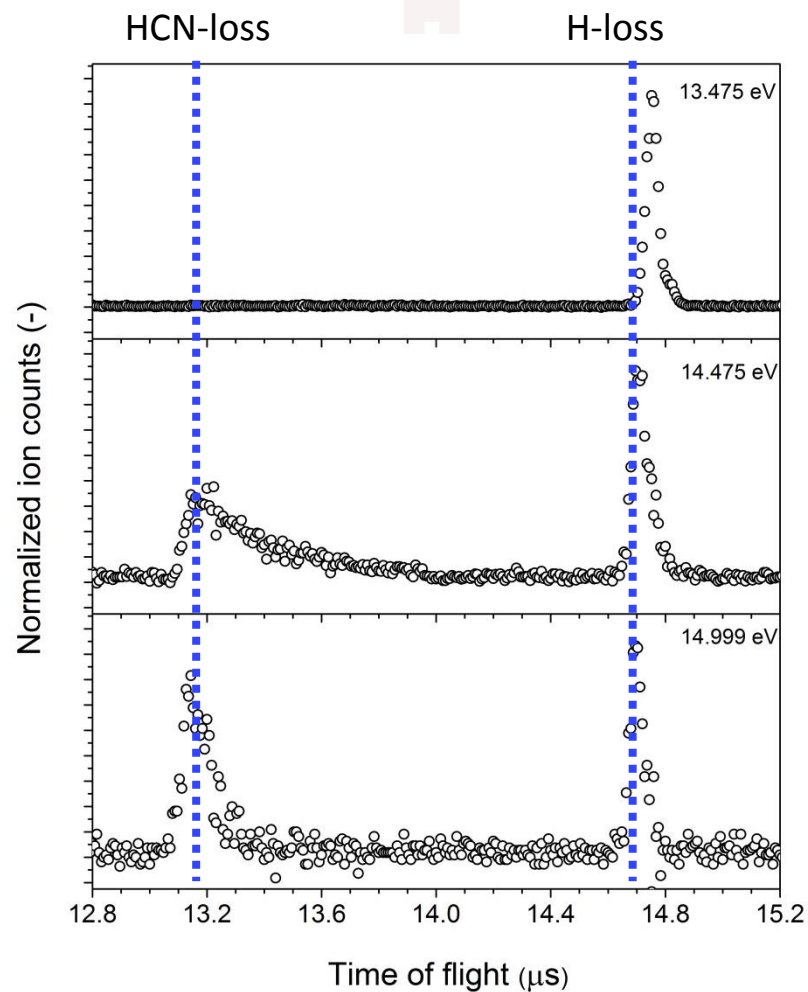 HCN-loss
H-loss
13.475 eV
14.475 eV
14.999 eV
Normalized ion counts (-)
12.8
13.2
13.6
14.0
14.4
14.8
15.2
Time of flight (μs)